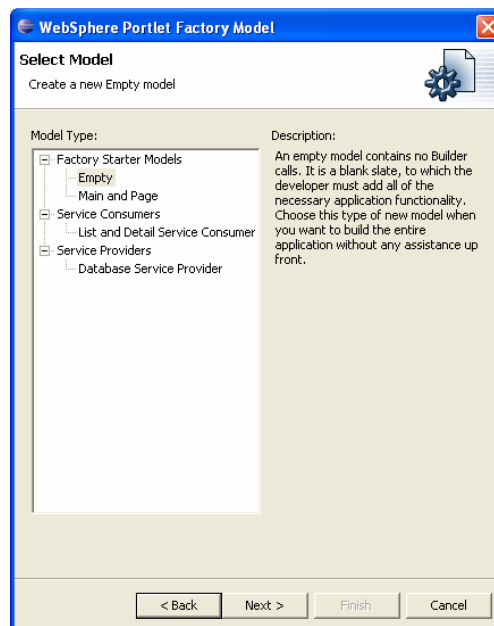 WebSphere Portlet Factory Model
Select Model
Create a new Empty model
Model Type:
Factory Starter Models
Empty
Main and Page
Service Consumers
List and Detail Service Consumer
Service Providers
Database Service Provider
Description:
An empty model contains no Builder
calls. It is a blank slate, to which the
developer must add all of the
necessary application functionality.
Choose this type of new model when
you want to build the entire
application without any assistance up
front.
< Back
Next >
Finish
Cancel